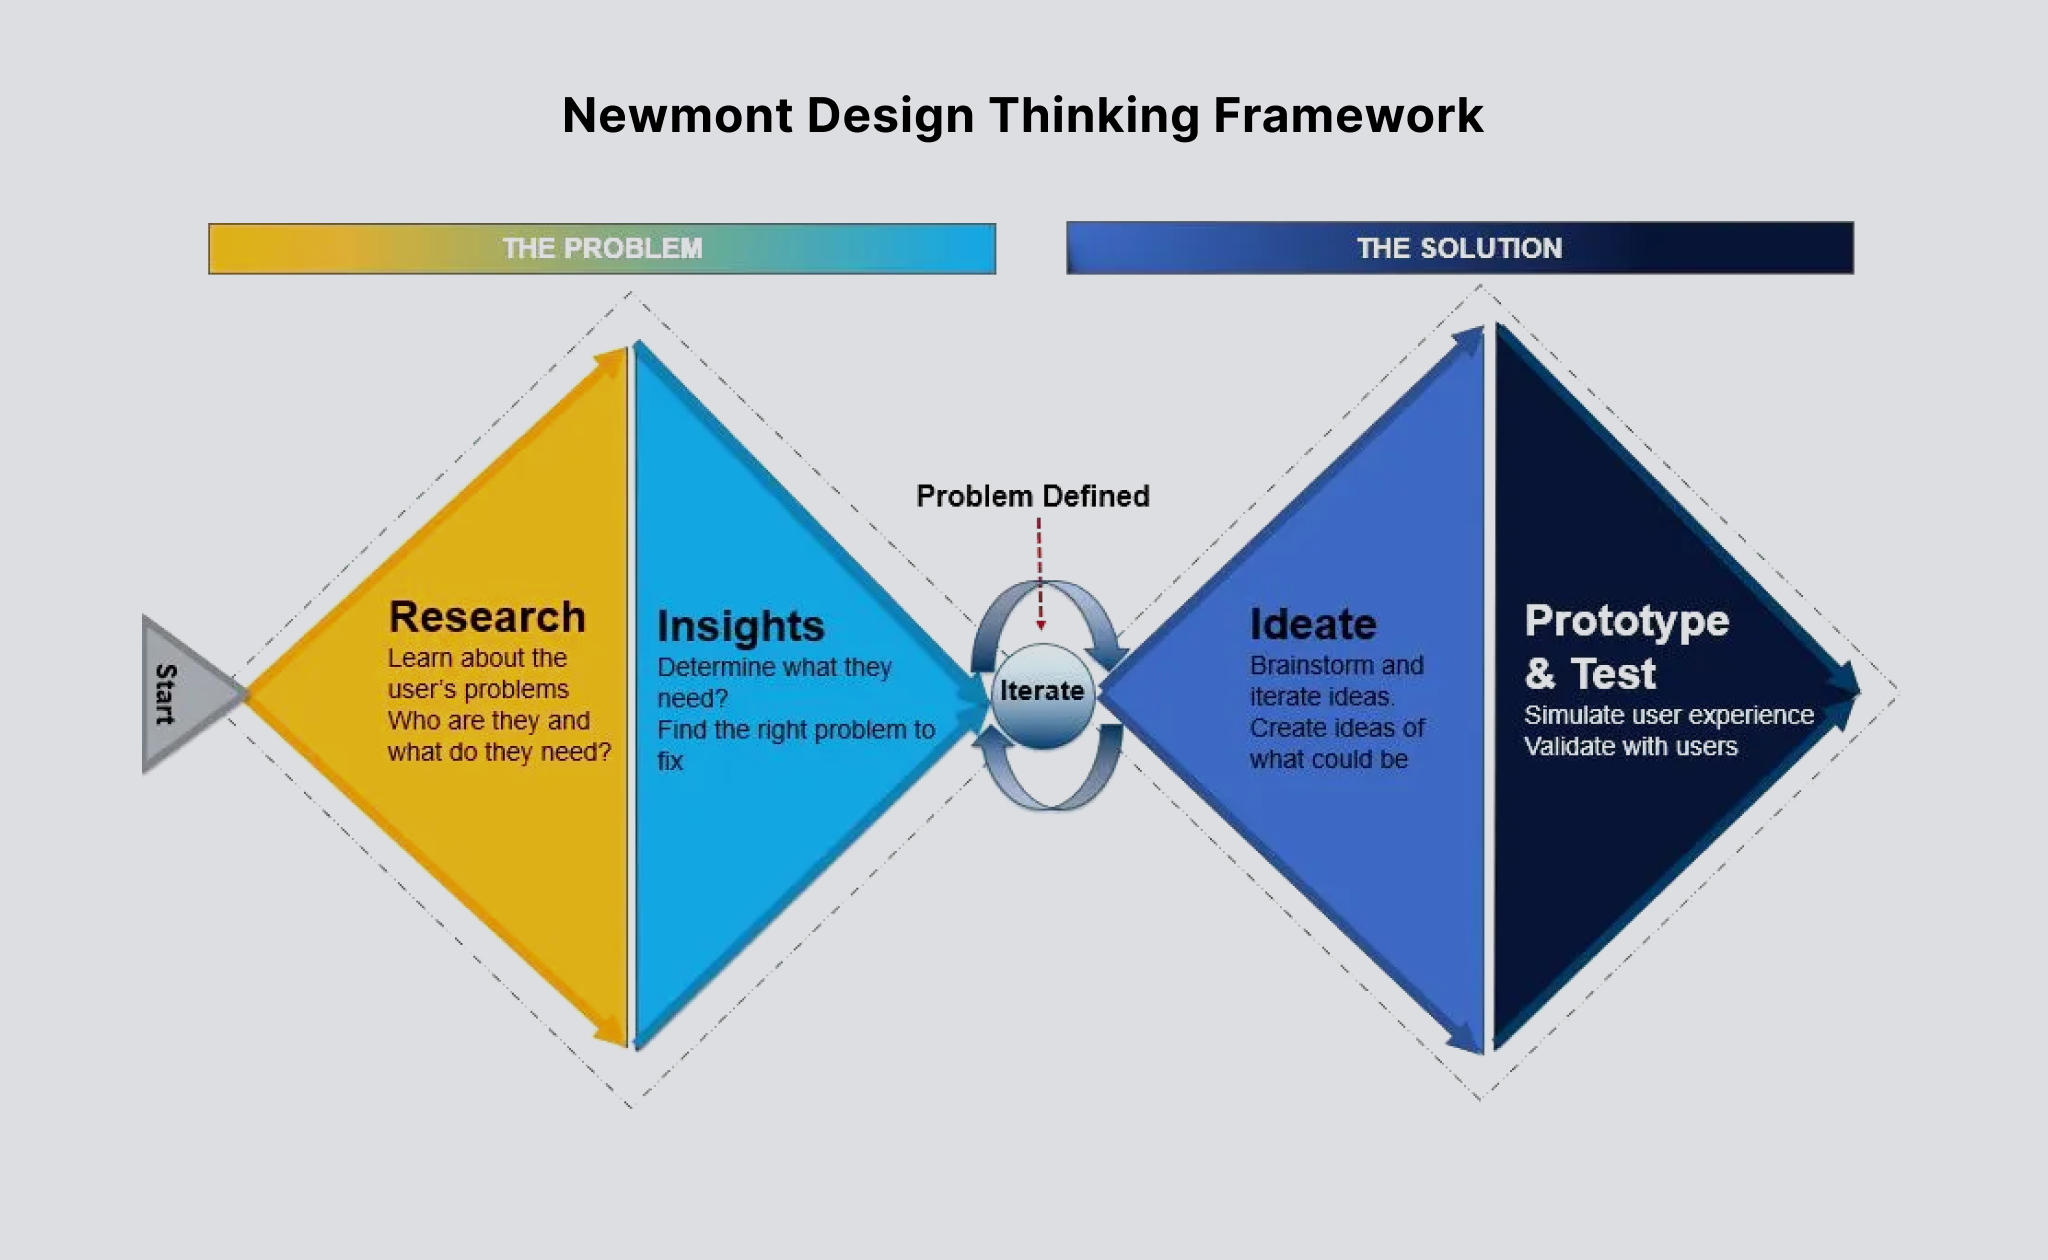 Newmont Design Thinking Framework
THE PROBLEM
THE SOLUTION
Start
Research
Learn about the
user's problems
Who are they and
what do they need?
Insights
Determine what they
need?
Find the right problem to
fix
Problem Defined
Iterate
Ideate
Brainstorm and
iterate ideas.
Create ideas of
what could be
Prototype
& Test
Simulate user experience
Validate with users